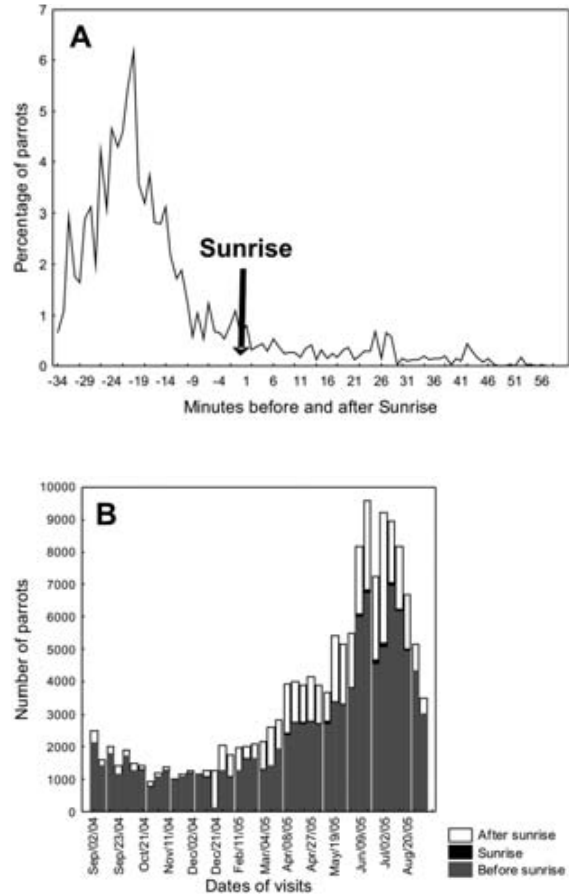 7
6
5
4
3
2
1
0
Percentage of parrots
A
Sunrise
-34 -29 -24 -19 -14 -9 -4 1 6 11 16 21 26 31 36 41 46 51 56
Minutes before and after Sunrise
10000
9000
8000
7000
6000
5000
4000
3000
2000
1000
0
Number of parrots
B
Sep/02/04
Sep/23/04
Oct/21/04
Nov/11/04
Dec/02/04
Dec/21/04
Feb/11/05
Mar/04/05
Apr/08/05
Apr/27/05
May/19/05
Jun/09/05
Jul/02/05
Aug/20/05
Dates of visits
After sunrise
Sunrise
Before sunrise